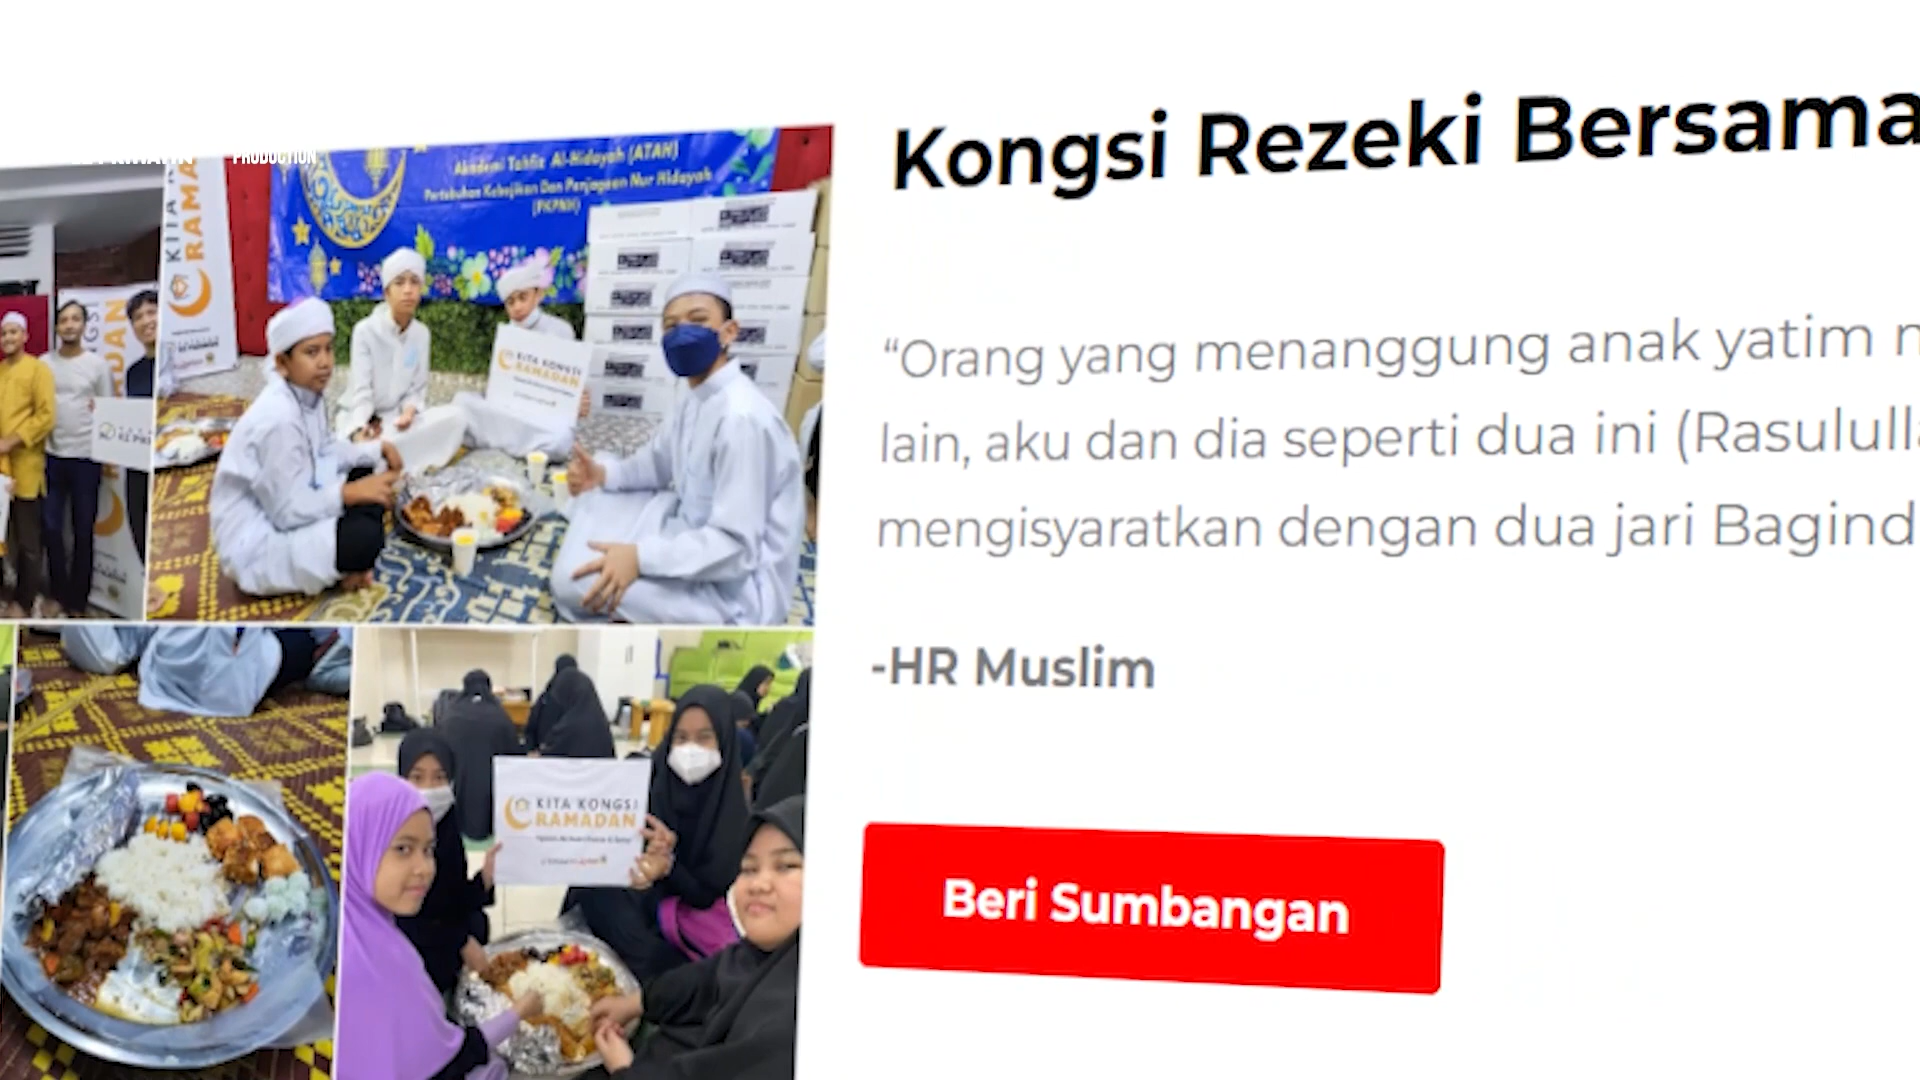 PRODUCTION
Akademi Tahfiz Al-Hidayah (ATAH)
Pertubuhan Kebajikan Dan Penjagaan Nur Hidayah
(PKPNH)
KITA KONGSI
RAMADAN
KITA KONGSI
RAMADAN
Kongsi Rezeki Bersama
“Orang yang menanggung anak yatim
lain, aku dan dia seperti dua ini (Rasulull
mengisyaratkan dengan dua jari Bagind
-HR Muslim
Beri Sumbangan